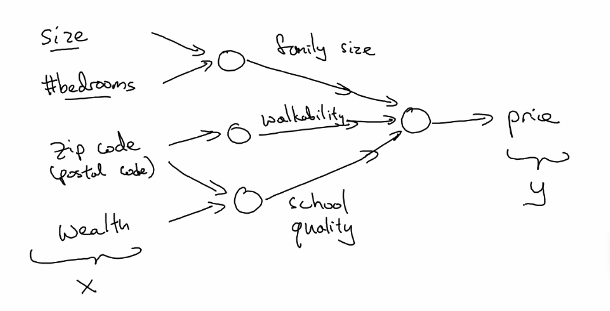 size
family size
#bedrooms
walkability
price
zip code
(postal code)
school
quality
y
wealth
x